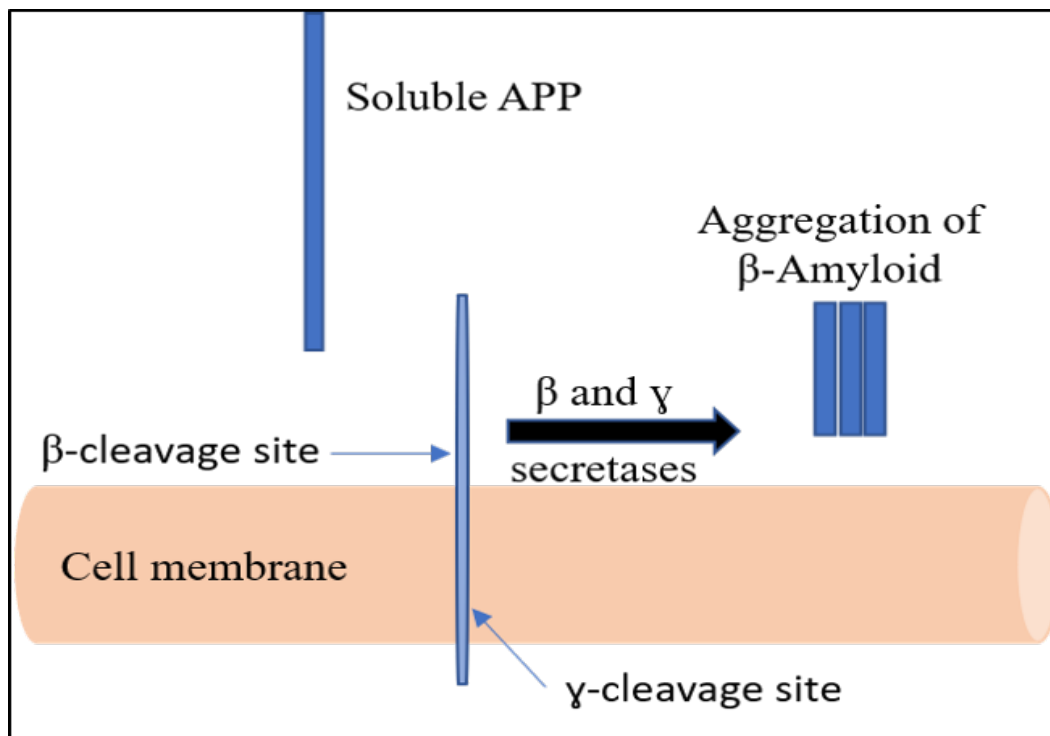 Soluble APP
Aggregation of
β-Amyloid
β and ɣ
secretases
β-cleavage site
Cell membrane
ɣ-cleavage site